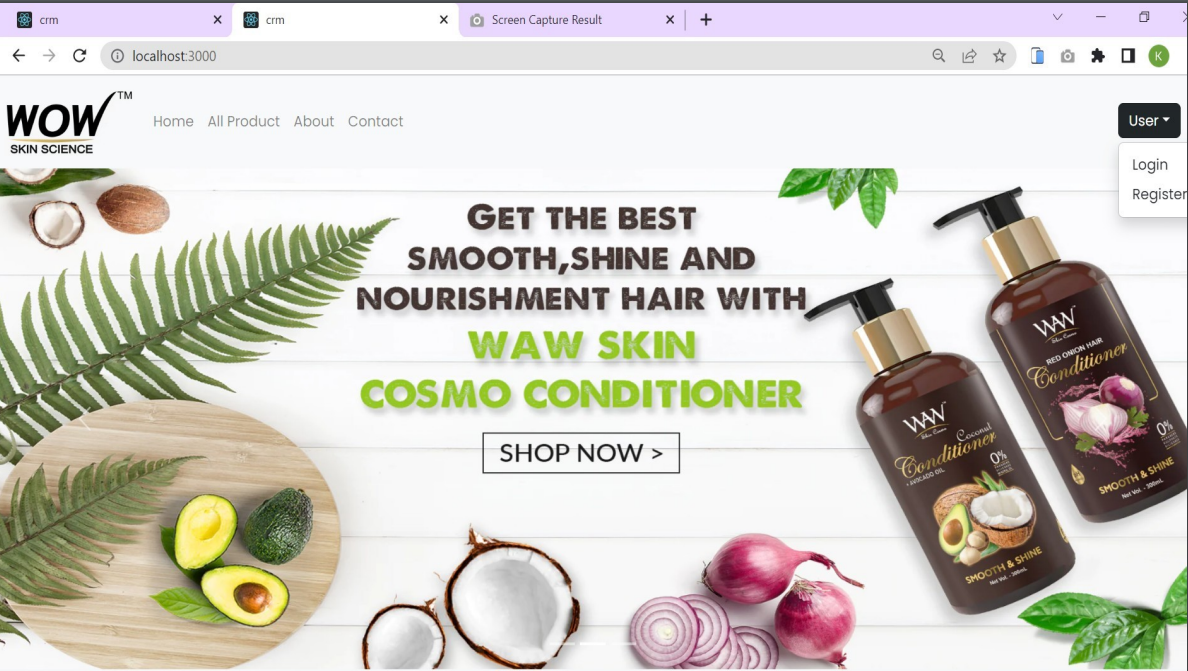 crm
crm
Screen Capture Result
localhost:3000
K
WOW TM
SKIN SCIENCE
Home All Product About Contact
User
Login
Register
GET THE BEST
SMOOTH,SHINE AND
NOURISHMENT HAIR WITH
WAW SKIN
COSMO CONDITIONER
SHOP NOW >
WAW
RED ONION HAIR
Conditioner
0%
SMOOTH & SHINE
Net Vol. - 300mL
WAW
Coconut
Conditioner
+ AVOCADO OIL
0%
SMOOTH & SHINE
Net Vol. - 300mL